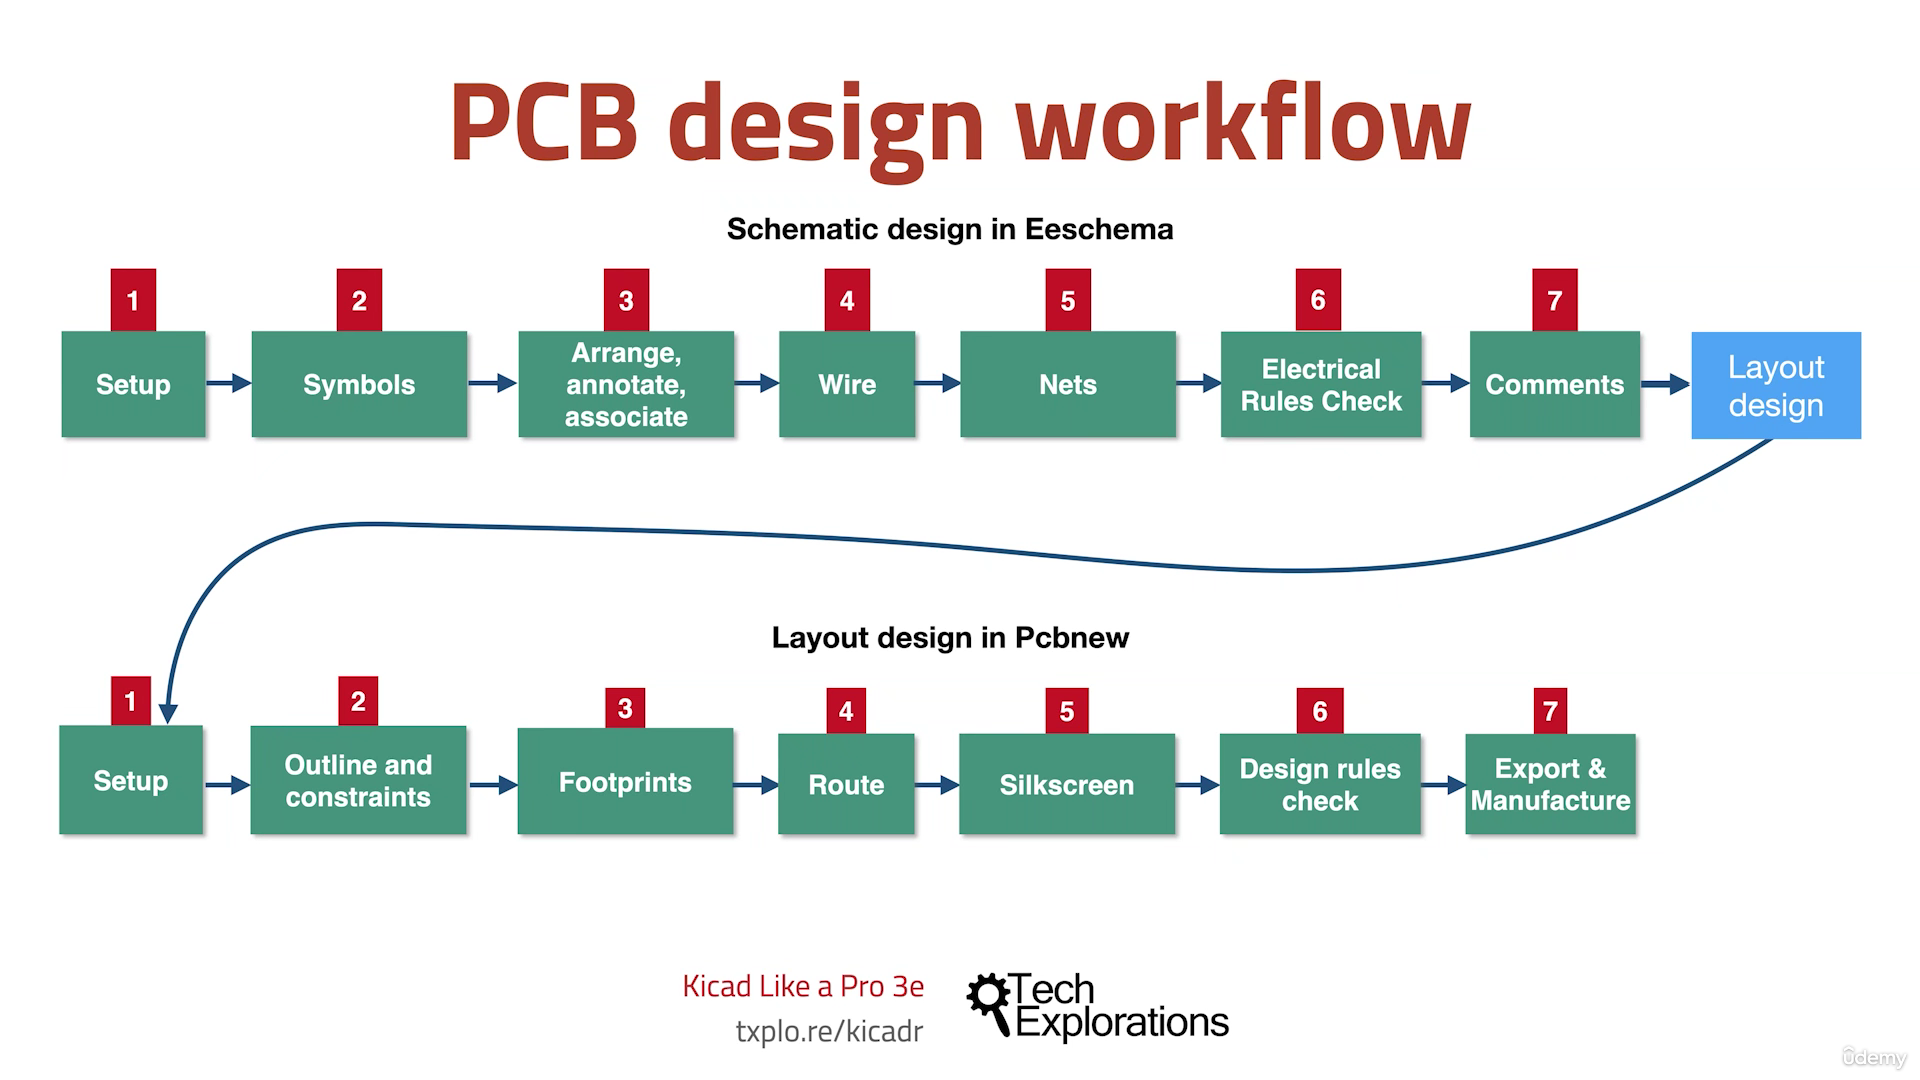 PCB design workflow
Schematic design in Eeschema
1
2
3
4
5
6
7
Setup
Symbols
Arrange,
annotate,
associate
Wire
Nets
Electrical
Rules Check
Comments
Layout
design
Layout design in Pcbnew
1
2
3
4
5
6
7
Setup
Outline and
constraints
Footprints
Route
Silkscreen
Design rules
check
Export &
Manufacture
Kicad Like a Pro 3e
txplo.re/kicadr
Tech
Explorations
ûdemy